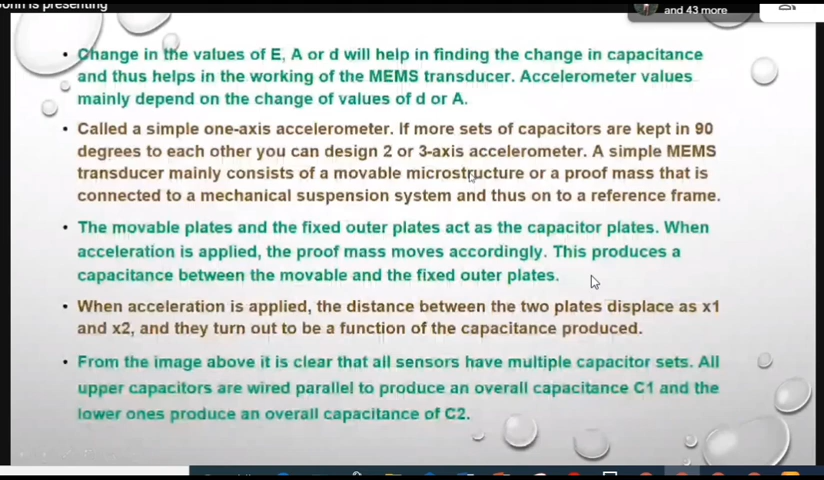 is presenting
and 43 more
• Change in the values of E, A or d will help in finding the change in capacitance
and thus helps in the working of the MEMS transducer. Accelerometer values
mainly depend on the change of values of d or A.
• Called a simple one-axis accelerometer. If more sets of capacitors are kept in 90
degrees to each other you can design 2 or 3-axis accelerometer. A simple MEMS
transducer mainly consists of a movable microstructure or a proof mass that is
connected to a mechanical suspension system and thus on to a reference frame.
• The movable plates and the fixed outer plates act as the capacitor plates. When
acceleration is applied, the proof mass moves accordingly. This produces a
capacitance between the movable and the fixed outer plates.
• When acceleration is applied, the distance between the two plates displace as x1
and x2, and they turn out to be a function of the capacitance produced.
• From the image above it is clear that all sensors have multiple capacitor sets. All
upper capacitors are wired parallel to produce an overall capacitance C1 and the
lower ones produce an overall capacitance of C2.